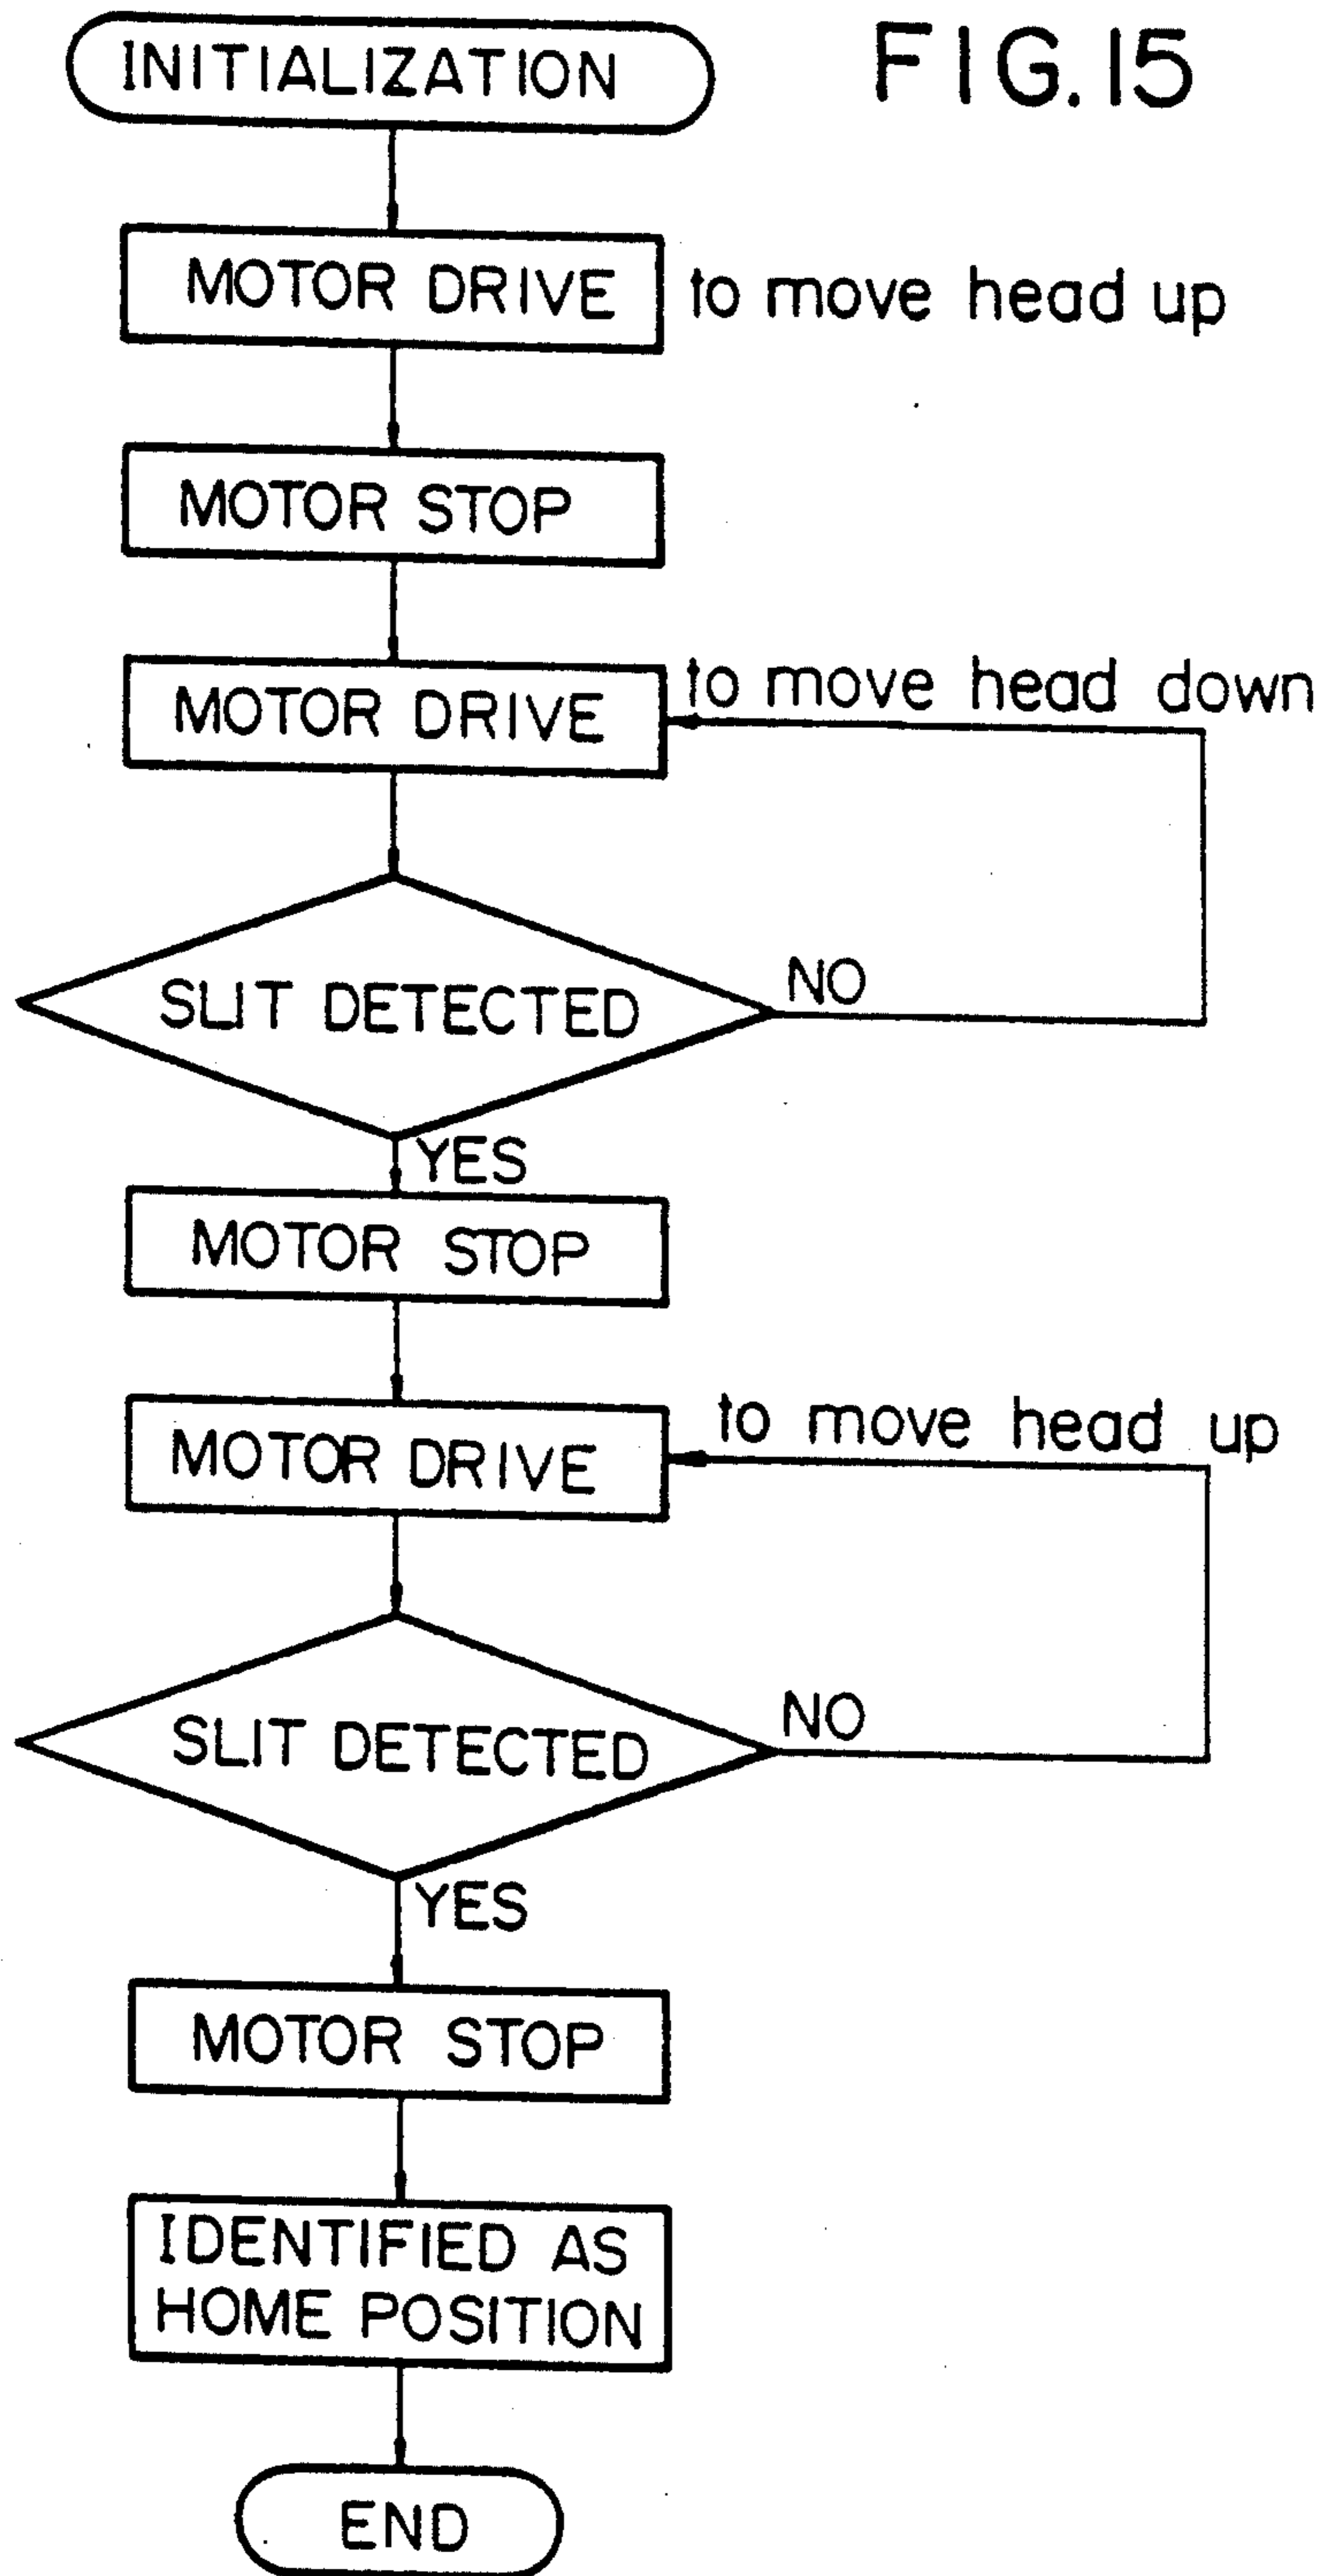 FIG. 15
INITIALIZATION
MOTOR DRIVE
to move head up
MOTOR STOP
MOTOR DRIVE
to move head down
SLIT DETECTED
NO
YES
MOTOR STOP
MOTOR DRIVE
to move head up
SLIT DETECTED
NO
YES
MOTOR STOP
IDENTIFIED AS
HOME POSITION
END